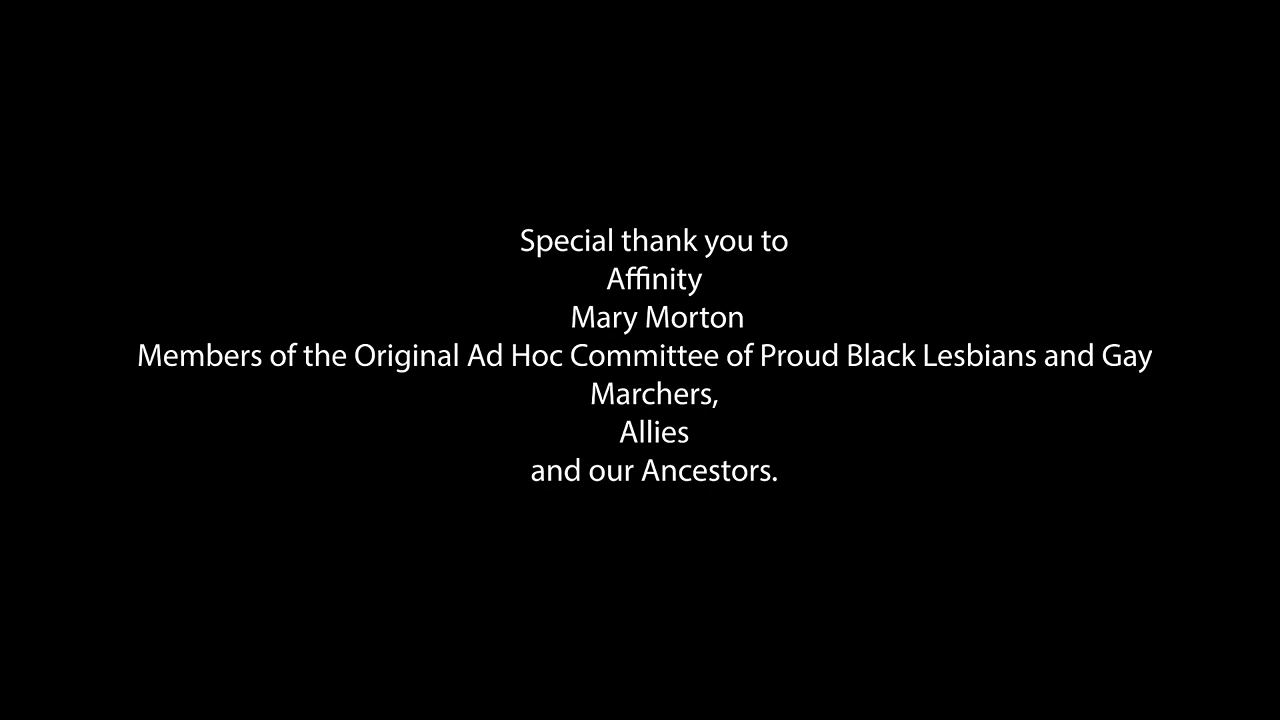 Special thank you to
Affinity
Mary Morton
Members of the Original Ad Hoc Committee of Proud Black Lesbians and Gay
Marchers,
Allies
and our Ancestors.